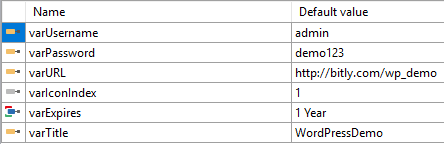 Name Default value
varUsername admin
varPassword demo123
varURL http://bitly.com/wp_demo
varIconIndex 1
varExpires 1 Year
varTitle WordPressDemo